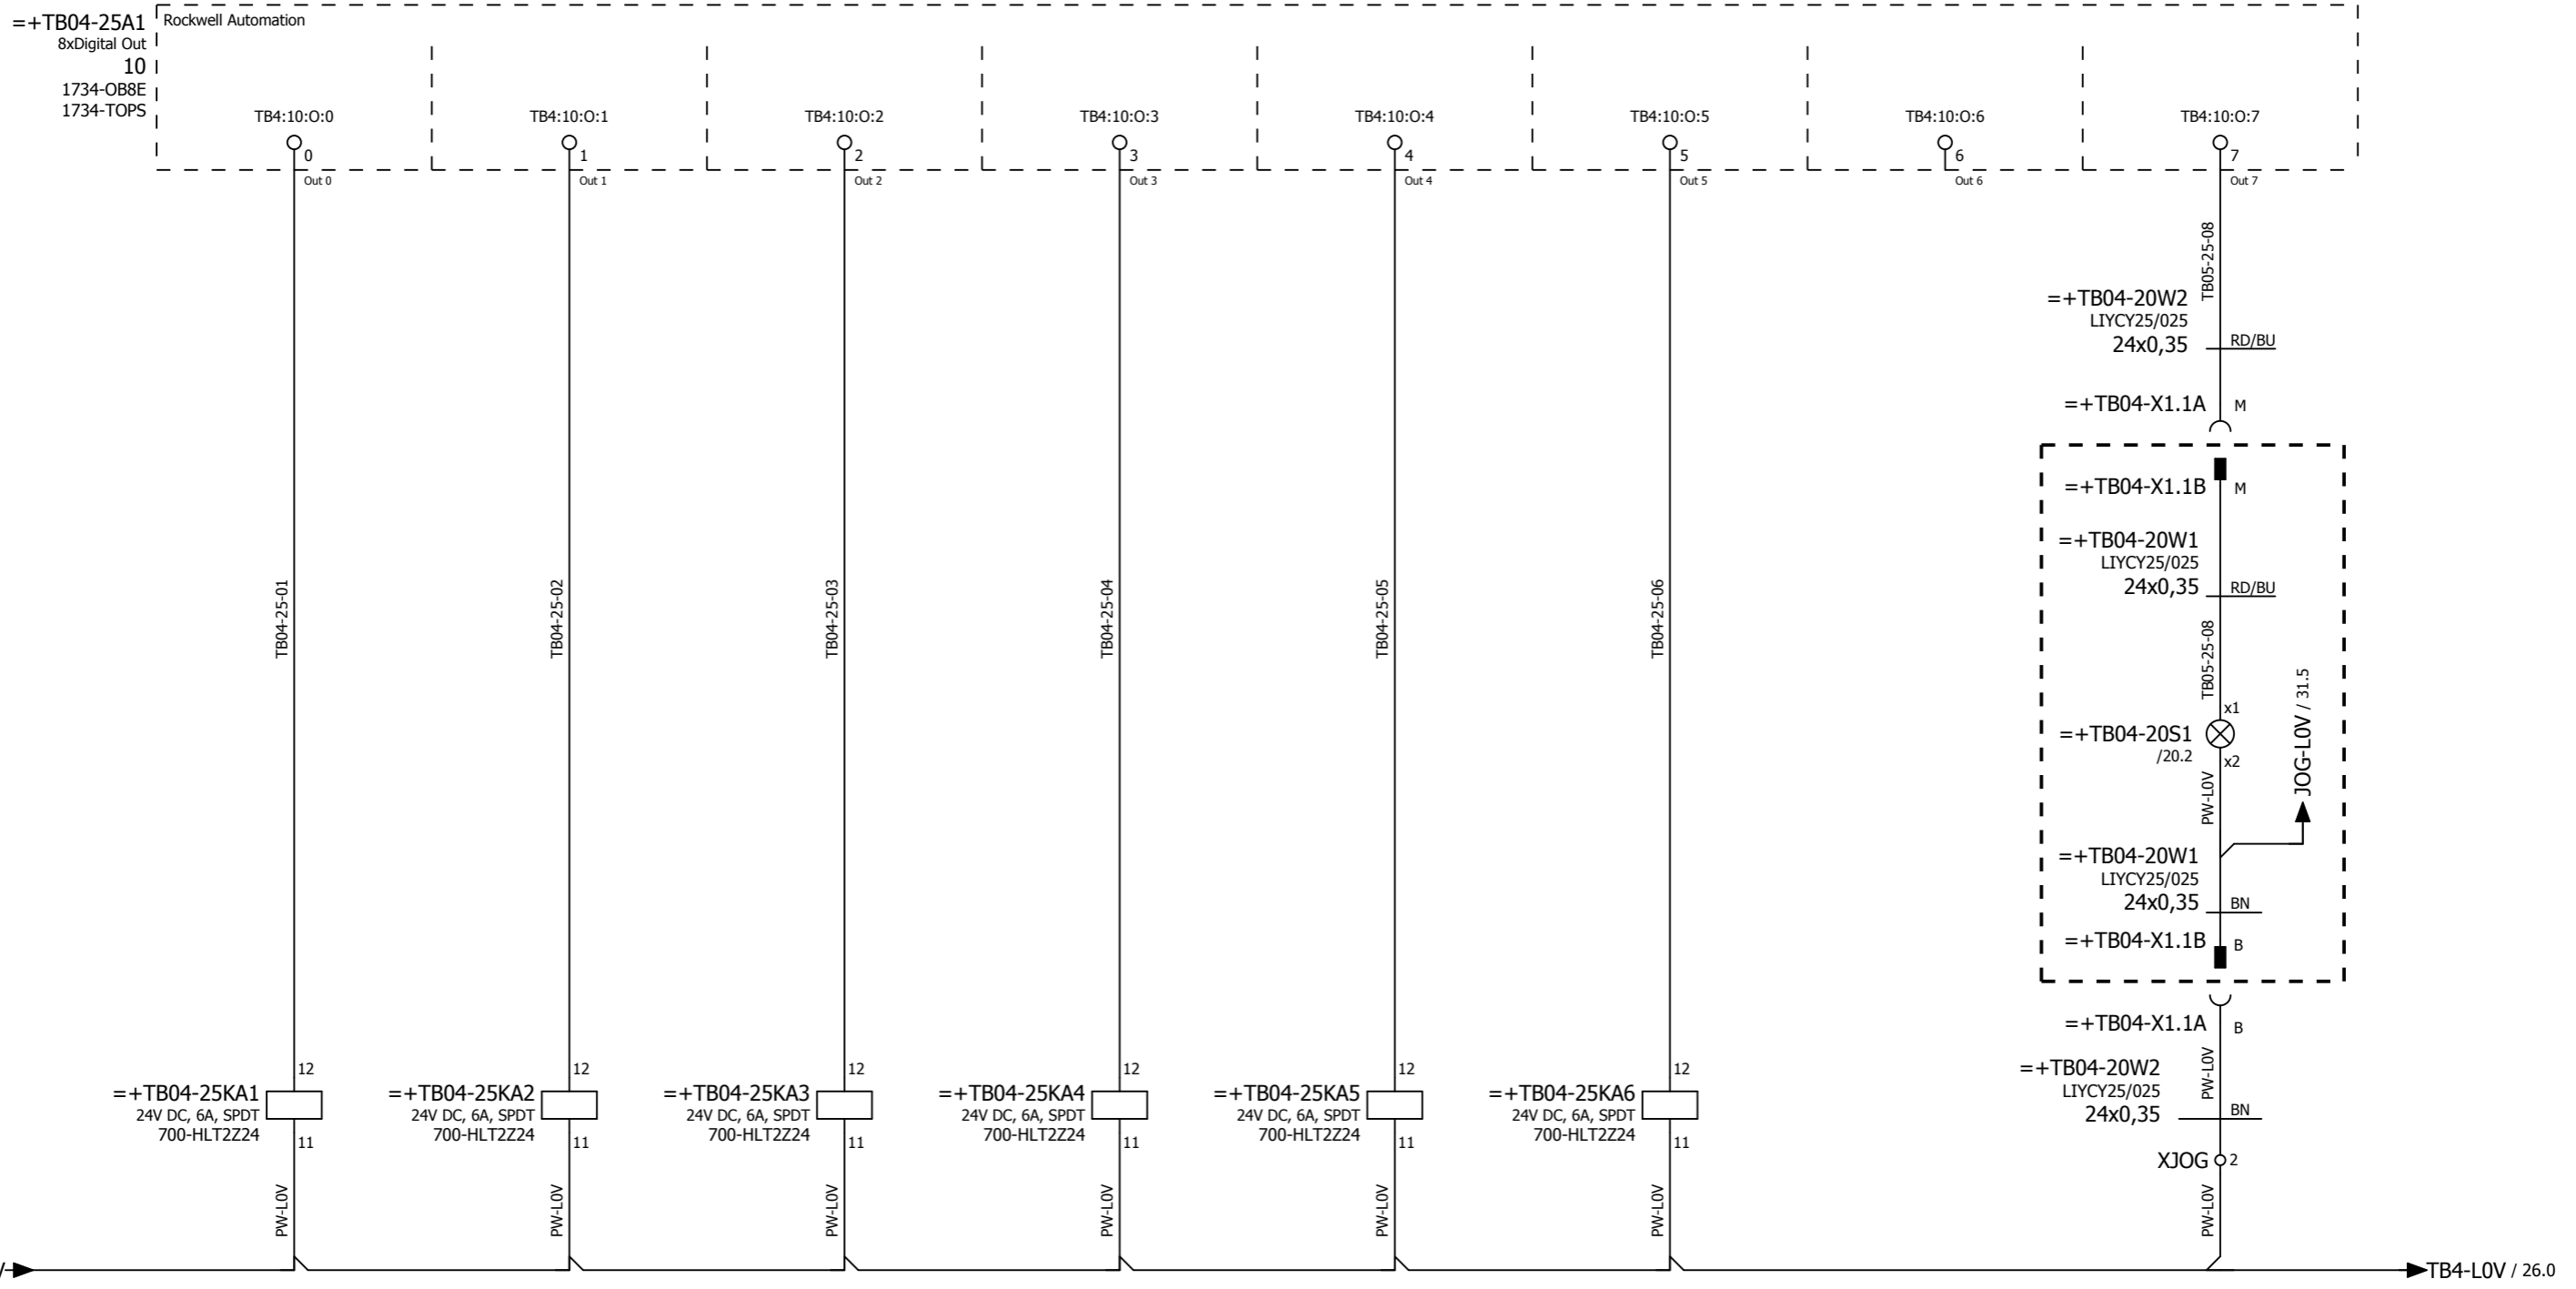 =+TB04-25A1
8xDigital Out
10
1734-OB8E
1734-TOPS
Rockwell Automation
TB4:10:O:0
TB4:10:O:1
TB4:10:O:2
TB4:10:O:3
TB4:10:O:4
TB4:10:O:5
TB4:10:O:6
TB4:10:O:7
0
1
2
3
4
5
6
7
Out 0
Out 1
Out 2
Out 3
Out 4
Out 5
Out 6
Out 7
TB05-25-08
=+TB04-20W2
LIYCY25/025
24x0,35
RD/BU
=+TB04-X1.1A
M
=+TB04-X1.1B
M
=+TB04-20W1
LIYCY25/025
24x0,35
RD/BU
TB04-25-01
TB04-25-02
TB04-25-03
TB04-25-04
TB04-25-05
TB04-25-06
TB05-25-08
JOG-L0V / 31.5
x1
=+TB04-20S1
/20.2
x2
PW-L0V
=+TB04-20W1
LIYCY25/025
24x0,35
BN
=+TB04-X1.1B
B
=+TB04-X1.1A
B
=+TB04-20W2
LIYCY25/025
24x0,35
PW-L0V
BN
XJOG
2
12
=+TB04-25KA1
24V DC, 6A, SPDT
700-HLT2Z24
11
12
=+TB04-25KA2
24V DC, 6A, SPDT
700-HLT2Z24
11
12
=+TB04-25KA3
24V DC, 6A, SPDT
700-HLT2Z24
11
12
=+TB04-25KA4
24V DC, 6A, SPDT
700-HLT2Z24
11
12
=+TB04-25KA5
24V DC, 6A, SPDT
700-HLT2Z24
11
12
=+TB04-25KA6
24V DC, 6A, SPDT
700-HLT2Z24
11
PW-L0V
PW-L0V
PW-L0V
PW-L0V
PW-L0V
PW-L0V
PW-L0V
TB4-L0V / 26.0